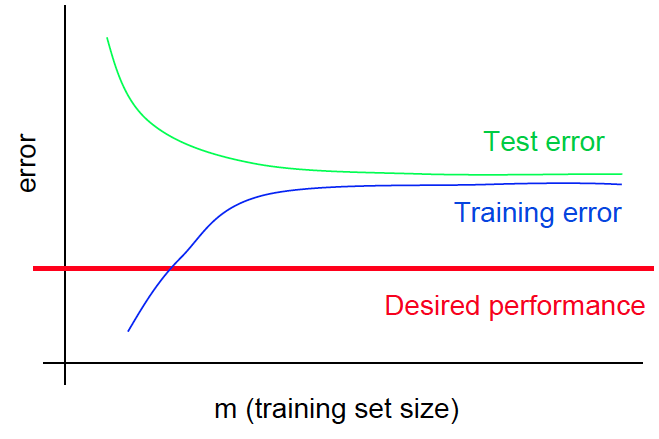 error
Test error
Training error
Desired performance
m (training set size)